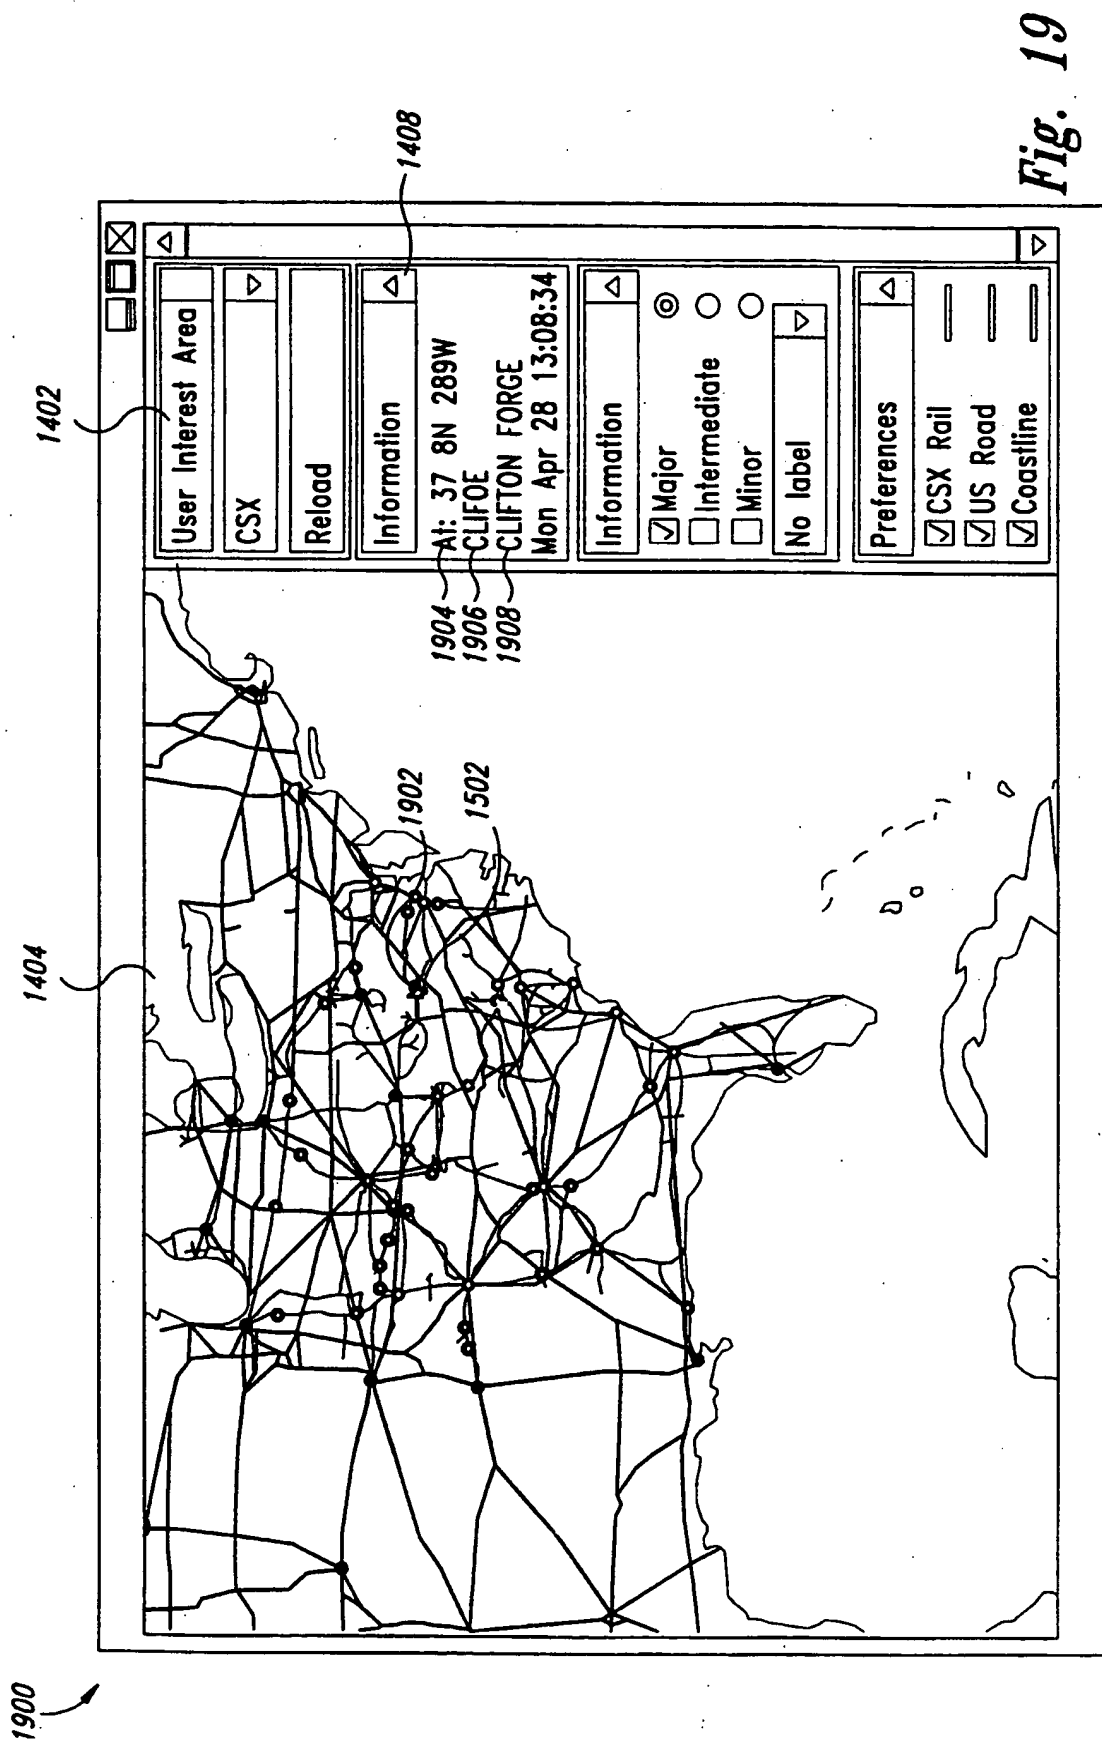 1900
1404
1402
User Interest Area
CSX
Reload
Information
1408
1904
At: 37 8N 289W
1906
CLIFOE
1908
CLIFTON FORGE
Mon Apr 28 13:08:34
Information
Major
Intermediate
Minor
No label
Preferences
CSX Rail
US Road
Coastline
1902
1502
Fig. 19